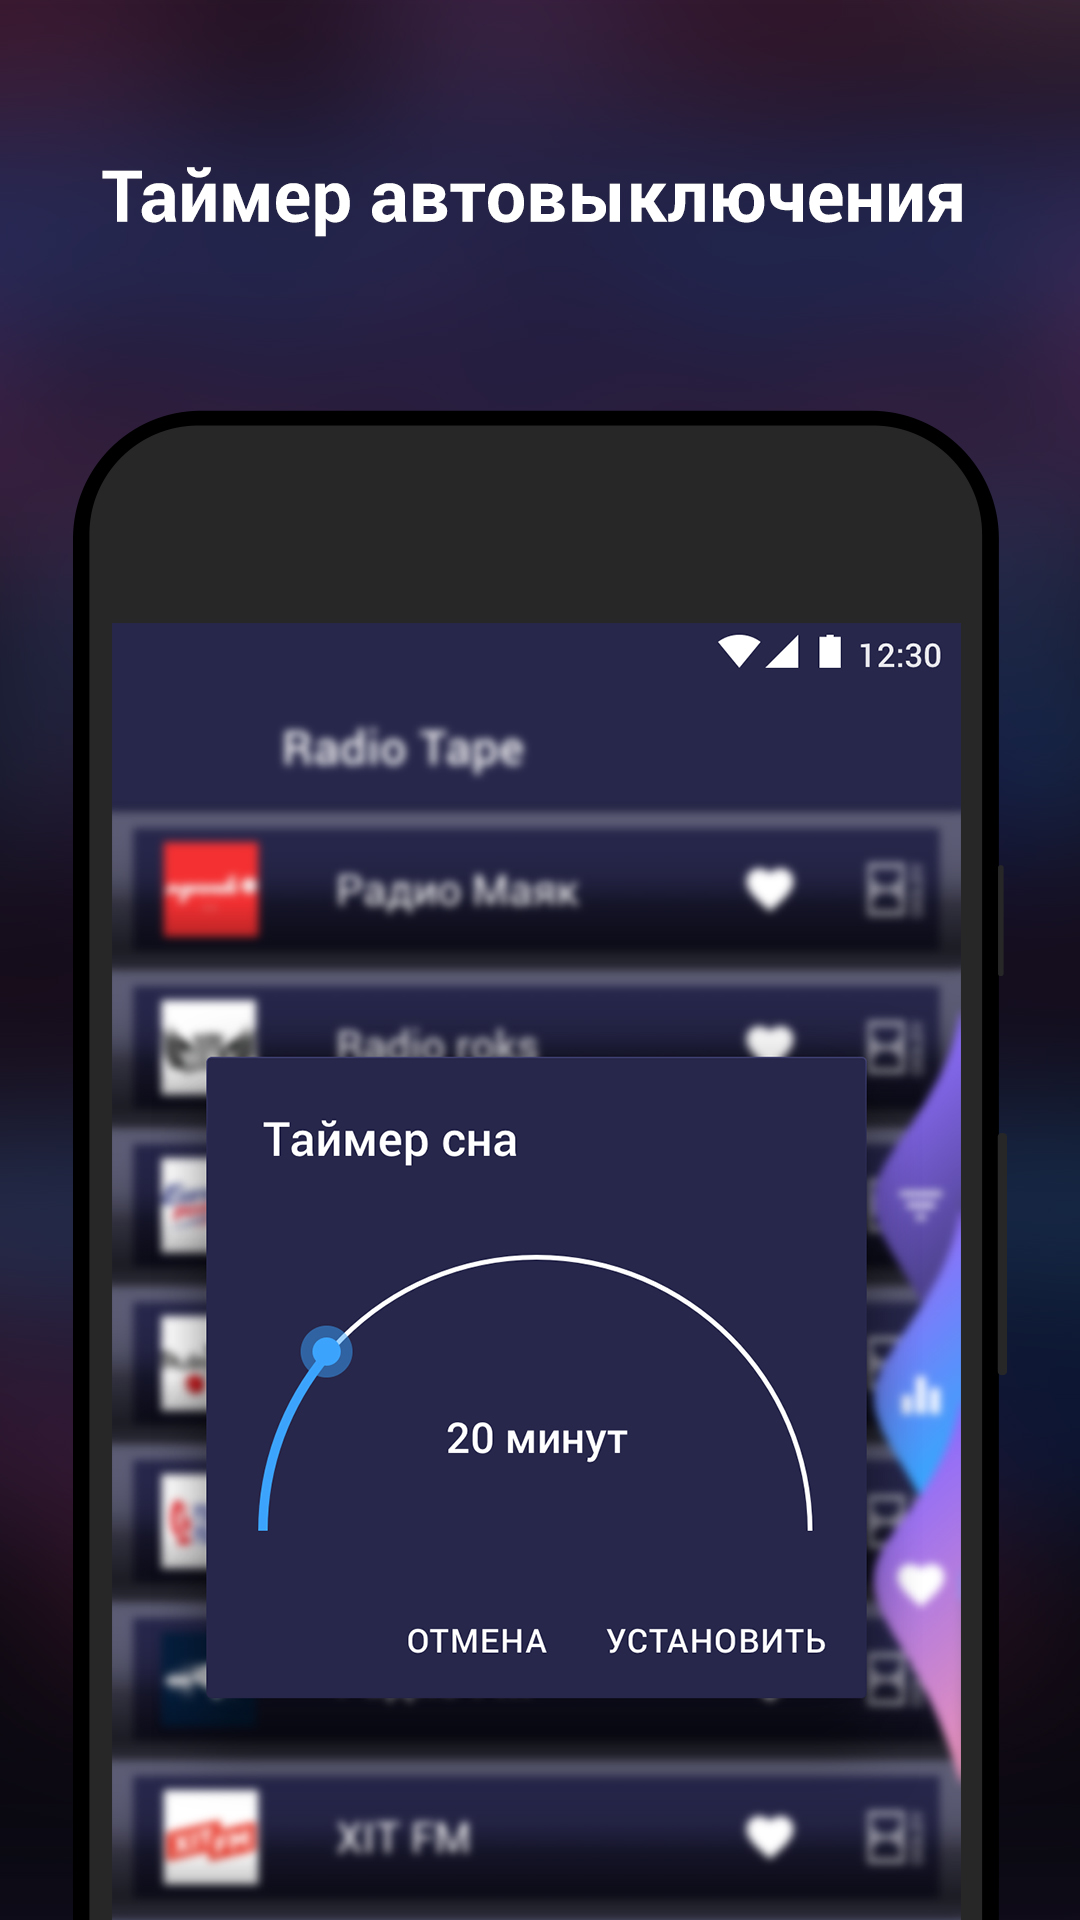 Таймер автовыключения
12:30
Radio Tape
Радио Маяк
Radio roks
Таймер сна
20 минут
ОТМЕНА УСТАНОВИТЬ
XIT FM